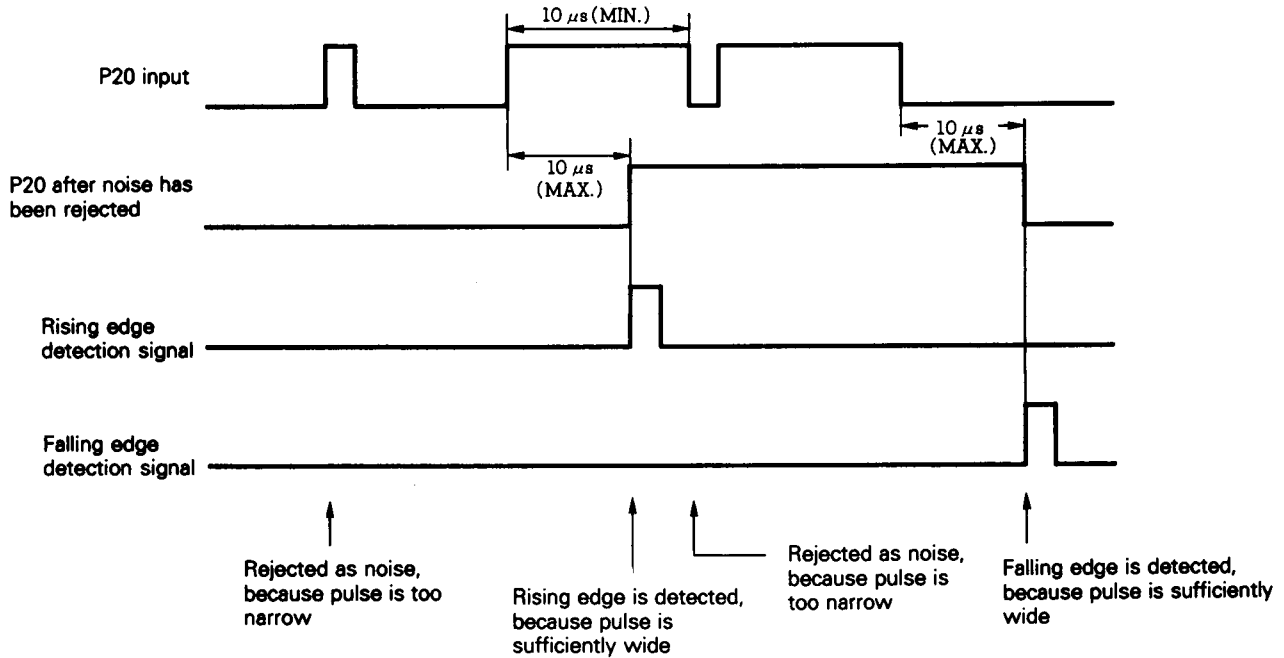 10 μs (MIN.)
P20 input
10 μs
(MAX.)
10 μs
(MAX.)
P20 after noise has
been rejected
Rising edge
detection signal
Falling edge
detection signal
Rejected as noise,
because pulse is too
narrow
Rising edge is detected,
because pulse is
sufficiently wide
Rejected as noise,
because pulse is
too narrow
Falling edge is detected,
because pulse is sufficiently
wide